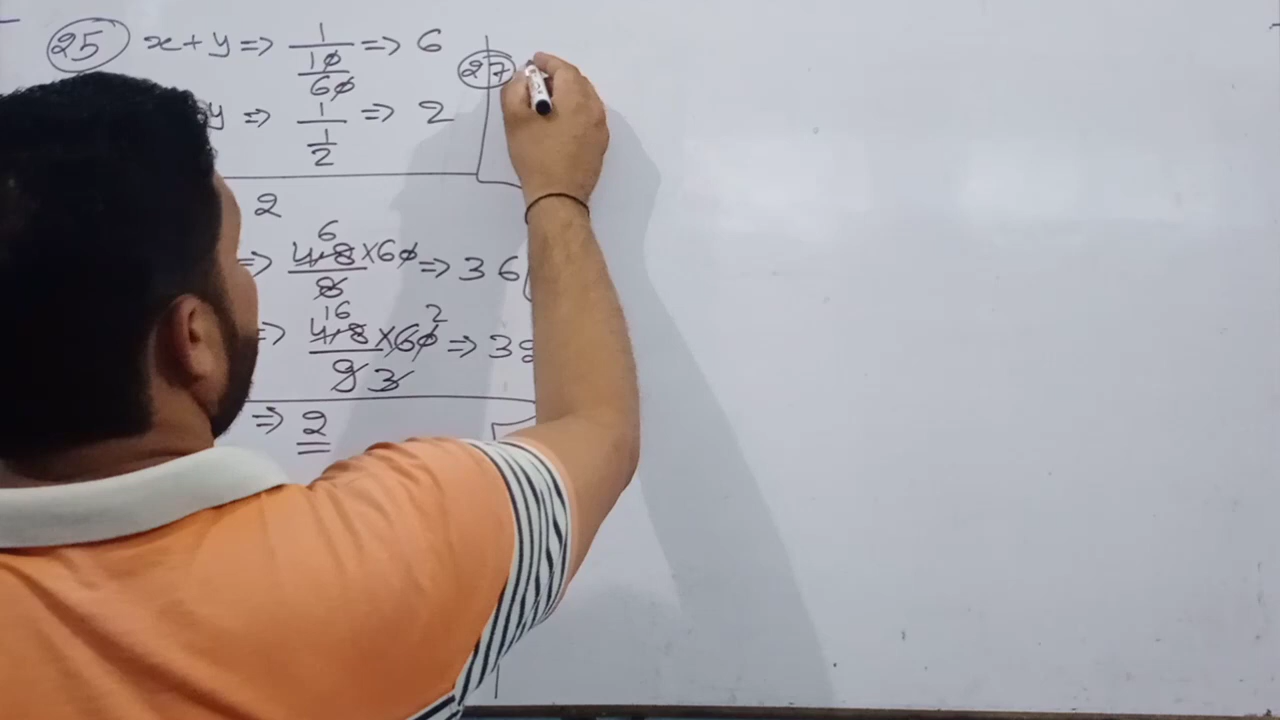 25 x + y ⇒ 1/(10/60) ⇒ 6
y ⇒ 1/(1/2) ⇒ 2
2
⇒ 6 48×60/8 ⇒ 36
⇒ 16 48×60 2/9 3 ⇒ 3
⇒ 2
27